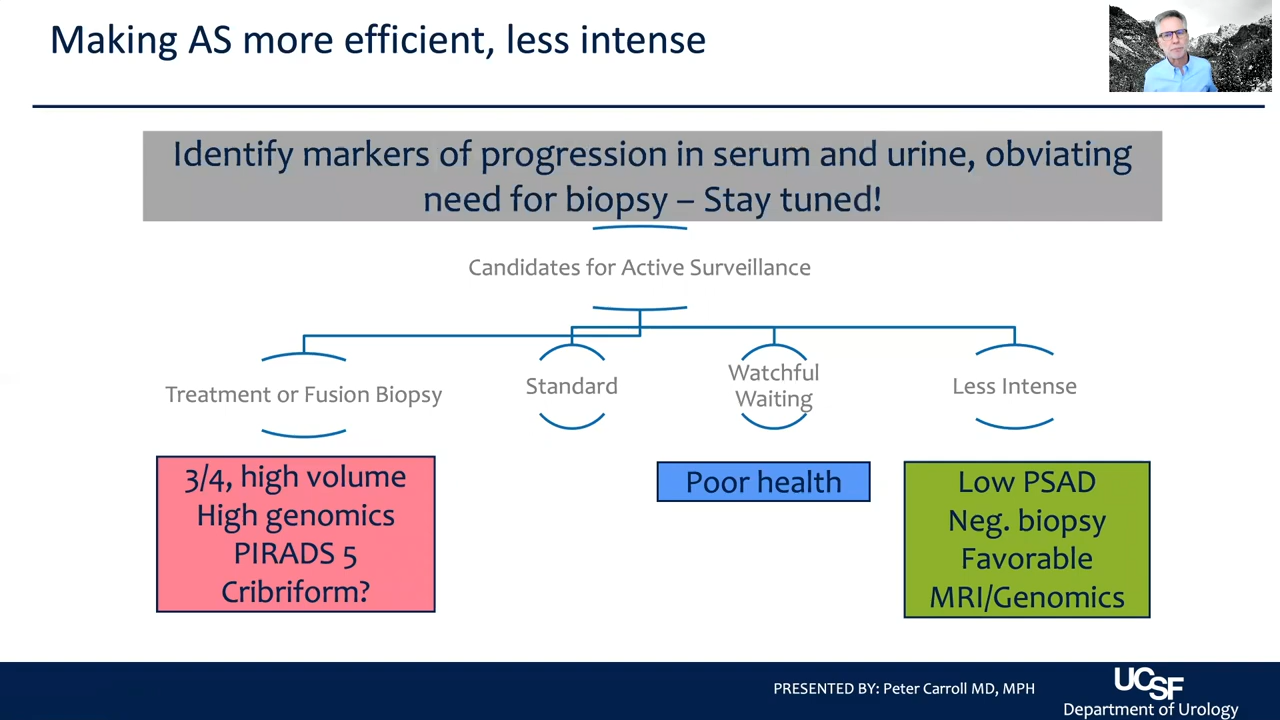 Making AS more efficient, less intense
Identify markers of progression in serum and urine, obviating
need for biopsy – Stay tuned!
Candidates for Active Surveillance
Treatment or Fusion Biopsy
Standard
Watchful
Waiting
Less Intense
3/4, high volume
High genomics
PIRADS 5
Cribriform?
Poor health
Low PSAD
Neg. biopsy
Favorable
MRI/Genomics
PRESENTED BY: Peter Carroll MD, MPH
UCSF
Department of Urology